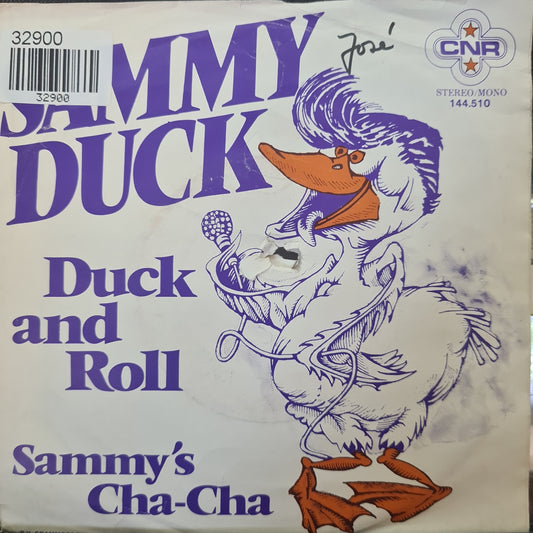 32900
32900
SAMMY
DUCK
José
CNR
STEREO/MONO
144.510
Duck
and
Roll
Sammy's
Cha-Cha